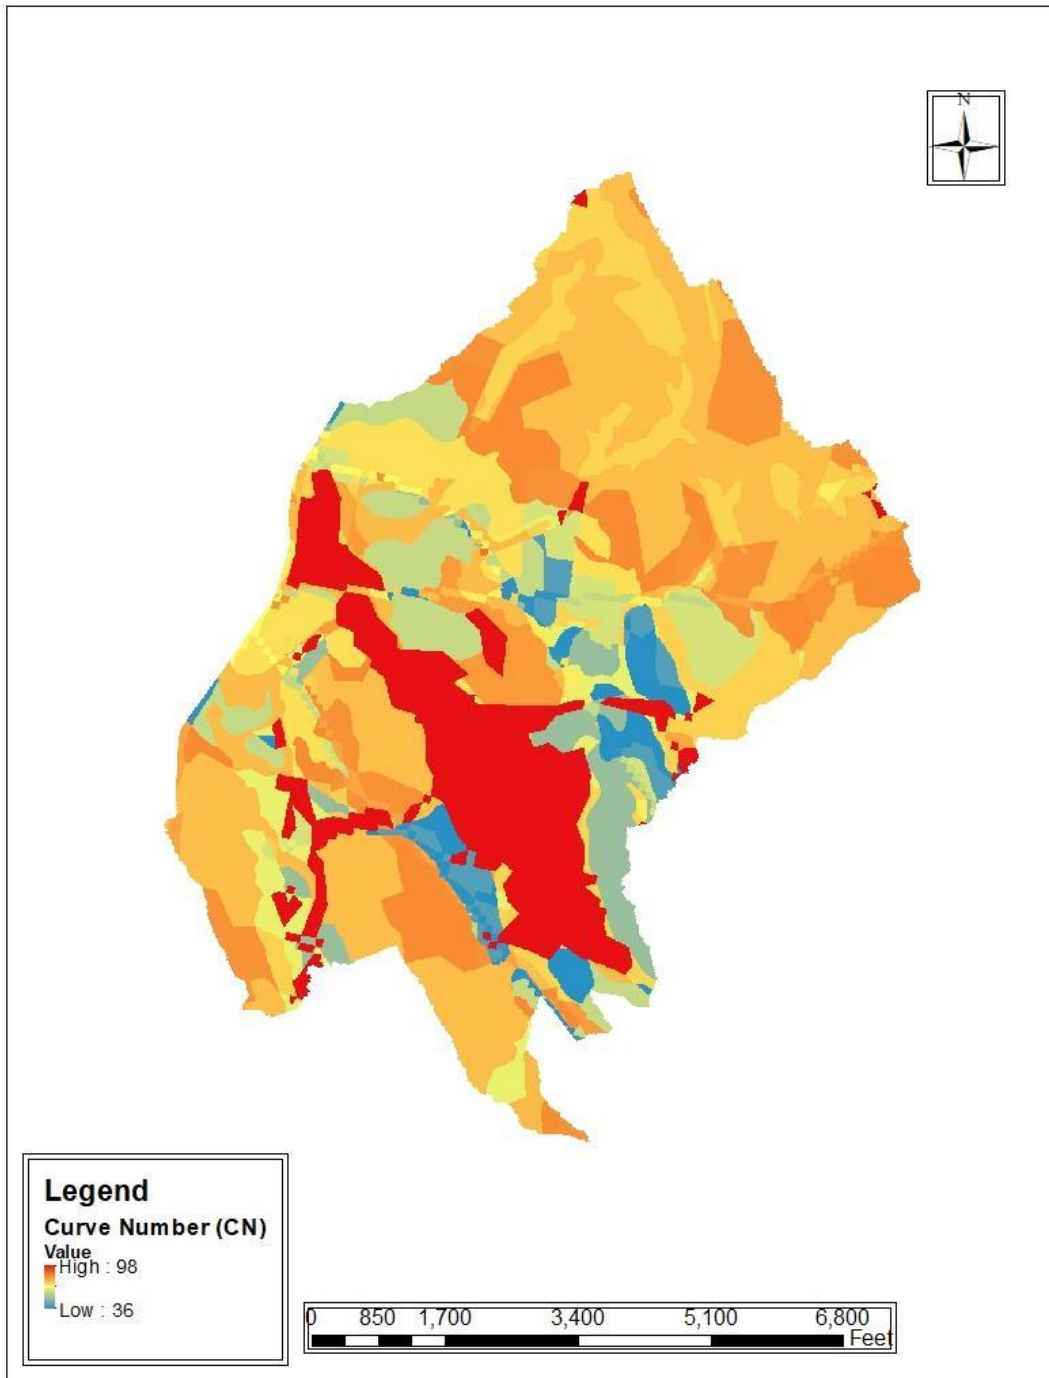 N
Legend
Curve Number (CN)
Value
High : 98
Low : 36
0 850 1,700 3,400 5,100 6,800
Feet